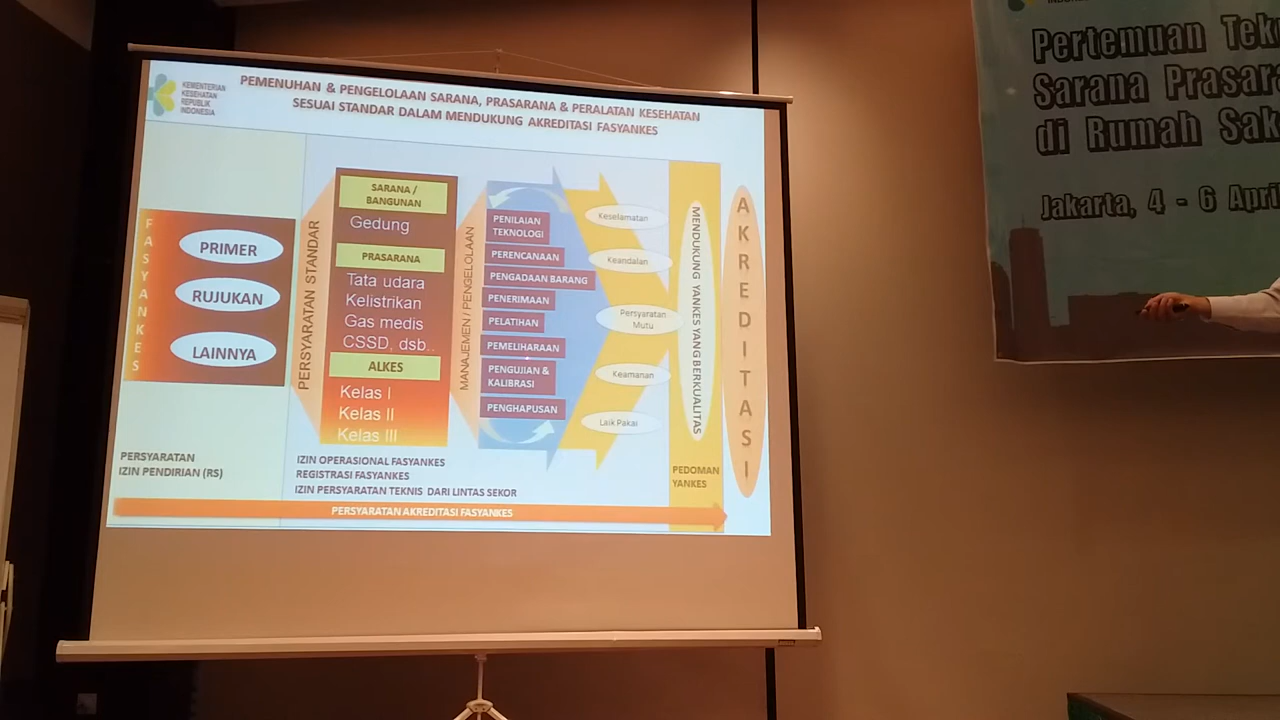 KEMENTERIAN
KESEHATAN
REPUBLIK
INDONESIA
PEMENUHAN & PENGELOLAAN SARANA, PRASARANA & PERALATAN KESEHATAN
SESUAI STANDAR DALAM MENDUKUNG AKREDITASI FASYANKES
FASYANKES
PRIMER
RUJUKAN
LAINNYA
PERSYARATAN
IZIN PENDIRIAN (RS)
PERSYARATAN STANDAR
SARANA /
BANGUNAN
Gedung
PRASARANA
Tata udara
Kelistrikan
Gas medis
CSSD, dsb..
ALKES
Kelas I
Kelas II
Kelas III
IZIN OPERASIONAL FASYANKES
REGISTRASI FASYANKES
IZIN PERSYARATAN TEKNIS DARI LINTAS SEKOR
MANAJEMEN / PENGELOLAAN
PENILAIAN
TEKNOLOGI
PERENCANAAN
PENGADAAN BARANG
PENERIMAAN
PELATIHAN
PEMELIHARAAN
PENGUJIAN &
KALIBRASI
PENGHAPUSAN
Keselamatan
Keandalan
Persyaratan
Mutu
Keamanan
Laik Pakai
MENDUKUNG YANKES YANG BERKUALITAS
PEDOMAN
YANKES
AKREDITASI
PERSYARATAN AKREDITASI FASYANKES
Pertemuan Tek
Sarana Prasar
di Rumah Sak
Jakarta, 4 - 6 Apri